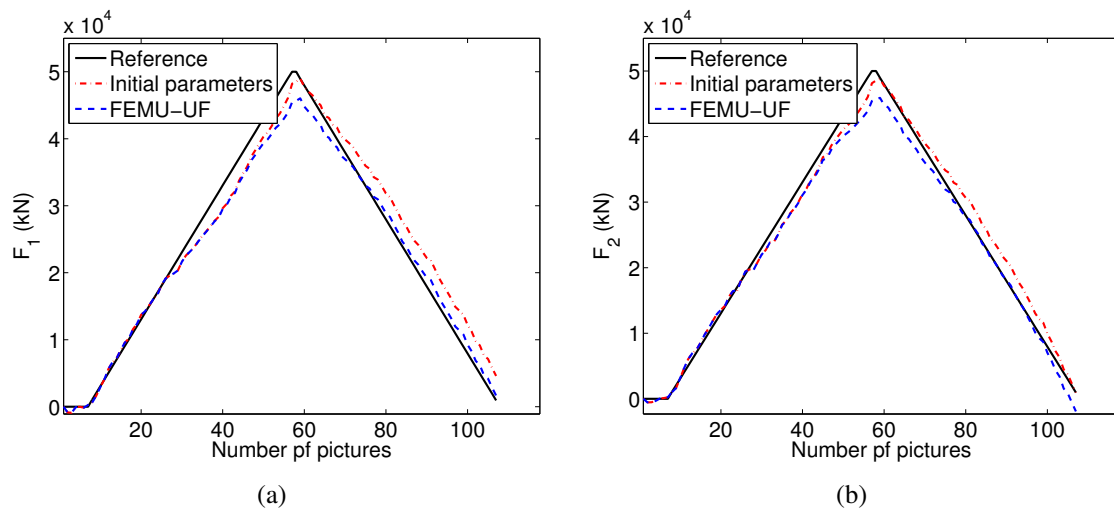 x 10^4
Reference
Initial parameters
FEMU-UF
5
4
3
2
1
0
F_1 (kN)
20 40 60 80 100
Number pf pictures
(a)
x 10^4
Reference
Initial parameters
FEMU-UF
5
4
3
2
1
0
F_2 (kN)
20 40 60 80 100
Number pf pictures
(b)